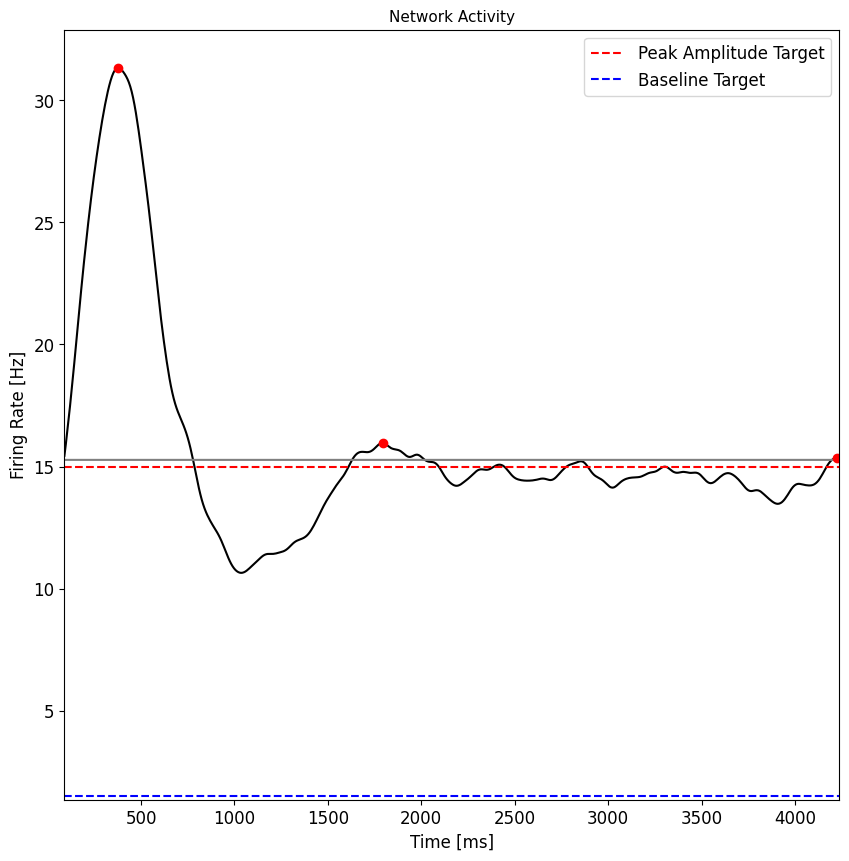 Network Activity
Peak Amplitude Target
Baseline Target
Firing Rate [Hz]
30
25
20
15
10
5
500 1000 1500 2000 2500 3000 3500 4000
Time [ms]